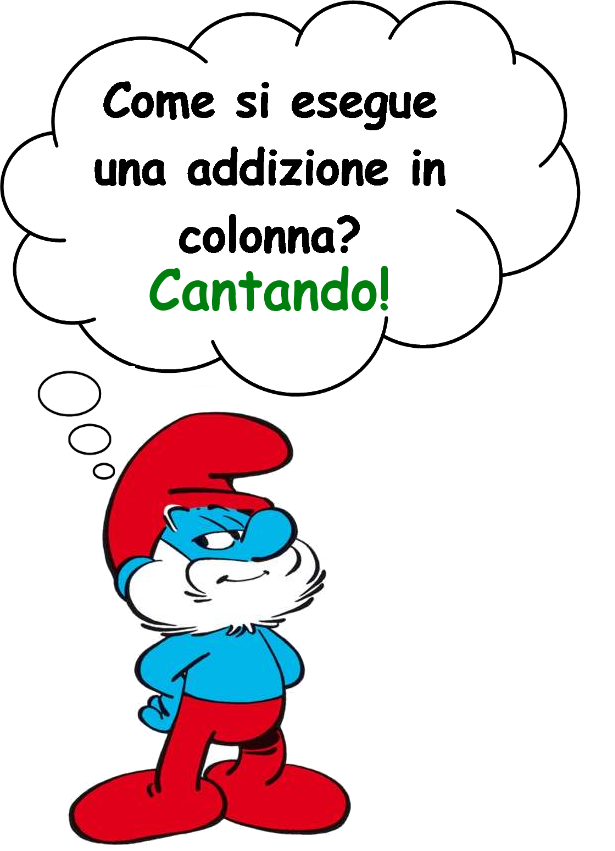 Come si esegue
una addizione in
colonna?
Cantando!